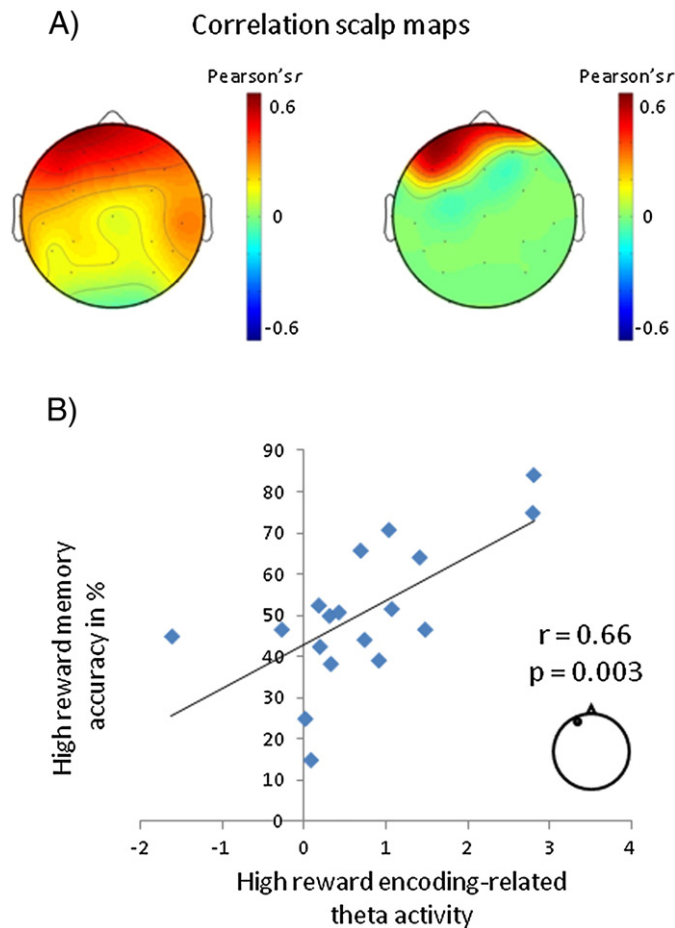 A) Correlation scalp maps
Pearson's r Pearson's r
0.6 0.6
0 0
-0.6 -0.6
B)
90
80
70
60
50
40
30
20
10
0
-2 -1 0 1 2 3 4
High reward memory
accuracy in %
r = 0.66
p = 0.003
High reward encoding-related
theta activity